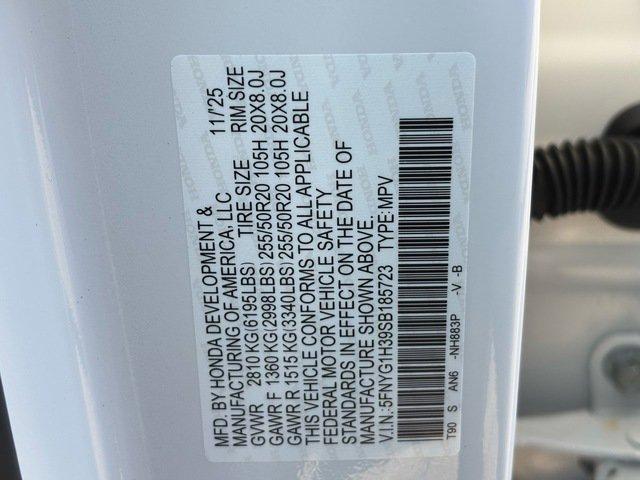 MFD. BY HONDA DEVELOPMENT & 11/'25
MANUFACTURING OF AMERICA, LLC
GVWR 2810 KG(6195LBS) TIRE SIZE RIM SIZE
GAWR F 1360 KG(2998LBS)255/50R20 105H 20X8.0J
GAWR R 1515 KG(3340LBS)255/50R20 105H 20X8.0J
THIS VEHICLE CONFORMS TO ALL APPLICABLE
FEDERAL MOTOR VEHICLE SAFETY
STANDARDS IN EFFECT ON THE DATE OF
MANUFACTURE SHOWN ABOVE.
V.I.N.:5FNYG1H39SB185723 TYPE:MPV
T90 S AN6 -NH883P -V -B